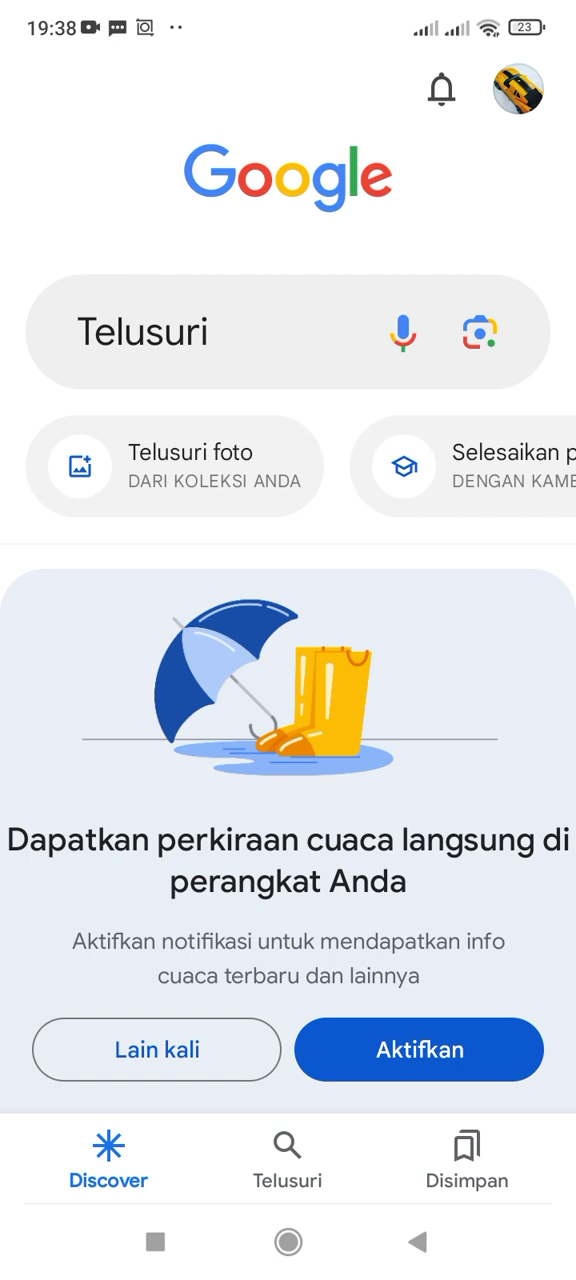 19:38
23
Google
Telusuri
Telusuri foto
DARI KOLEKSI ANDA
Selesaikan p
DENGAN KAME
Dapatkan perkiraan cuaca langsung di
perangkat Anda
Aktifkan notifikasi untuk mendapatkan info
cuaca terbaru dan lainnya
Lain kali
Aktifkan
Discover
Telusuri
Disimpan